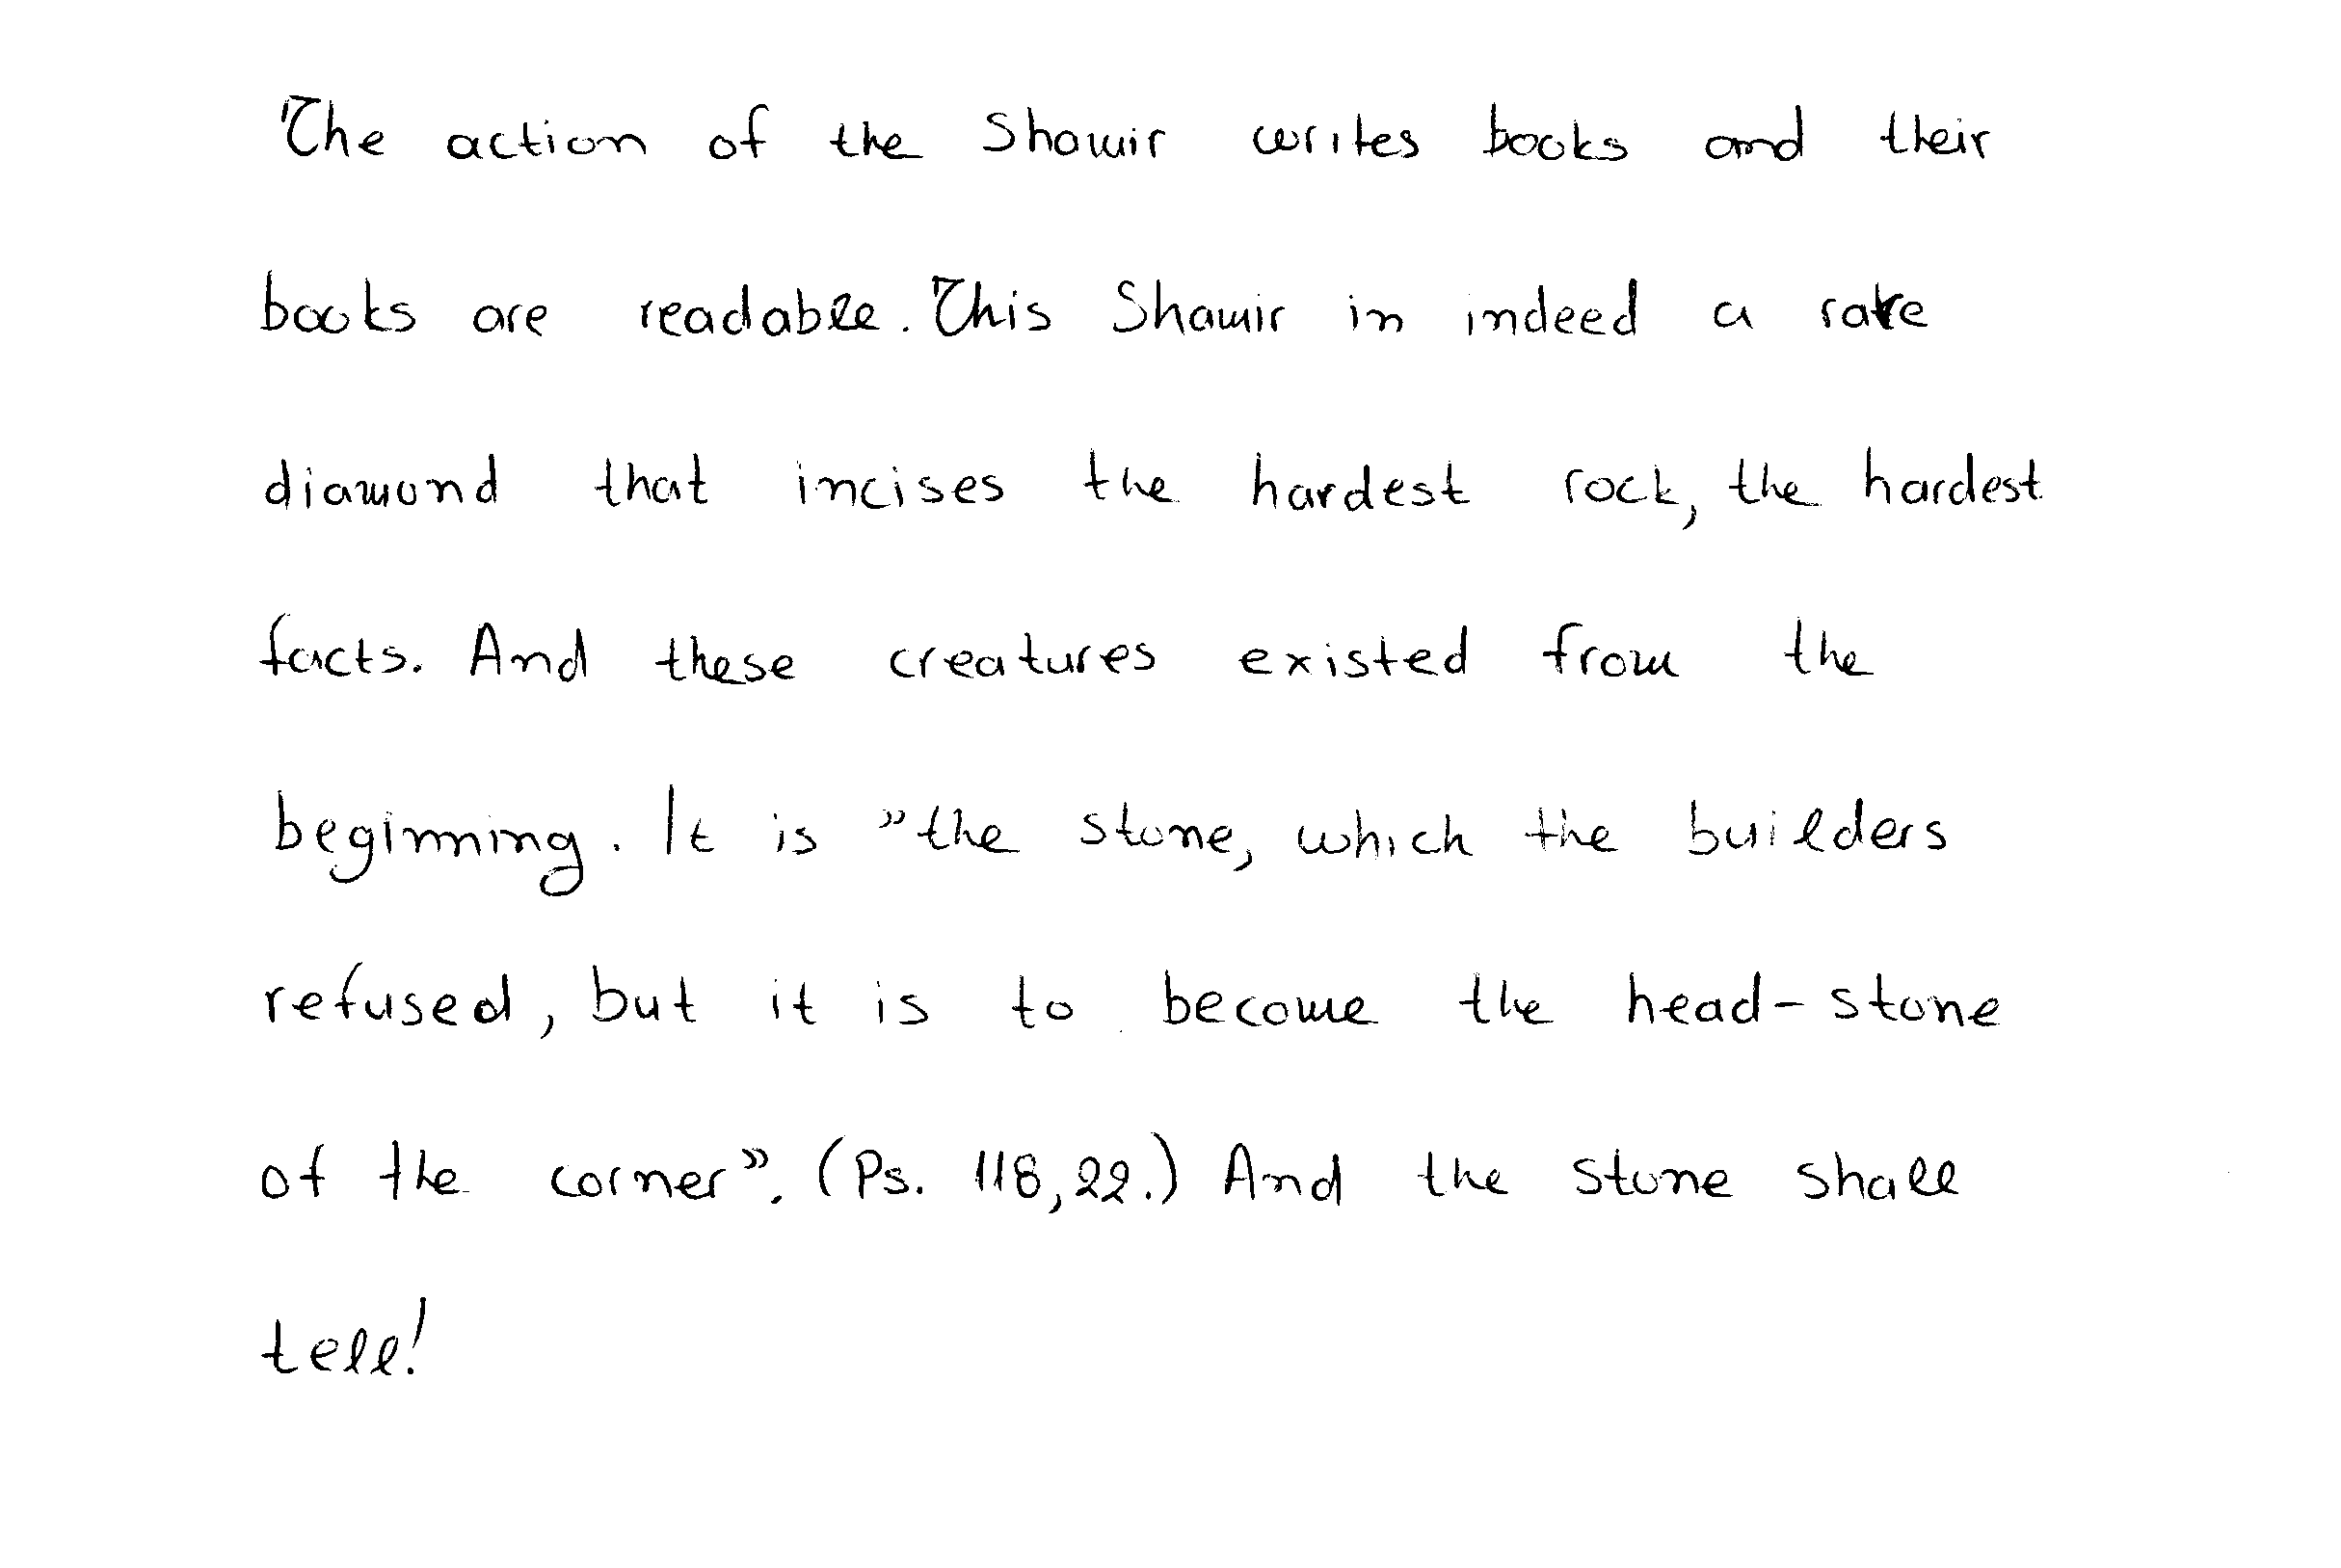 The action of the Shamir writes books and their
books are readable. This Shamir in indeed a rare
diamond that incises the hardest rock, the hardest
facts. And these creatures existed from the
beginning. It is "the stone, which the builders
refused, but it is to become the head-stone
of the corner". (Ps. 118,22.) And the stone shall
tell!